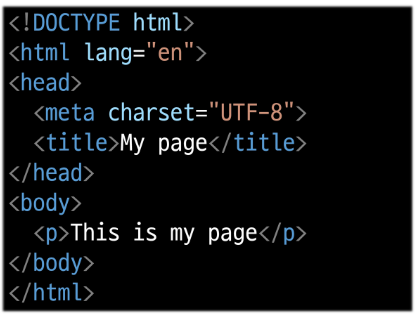 <!DOCTYPE html>
<html lang="en">
<head>
  <meta charset="UTF-8">
  <title>My page</title>
</head>
<body>
  <p>This is my page</p>
</body>
</html>